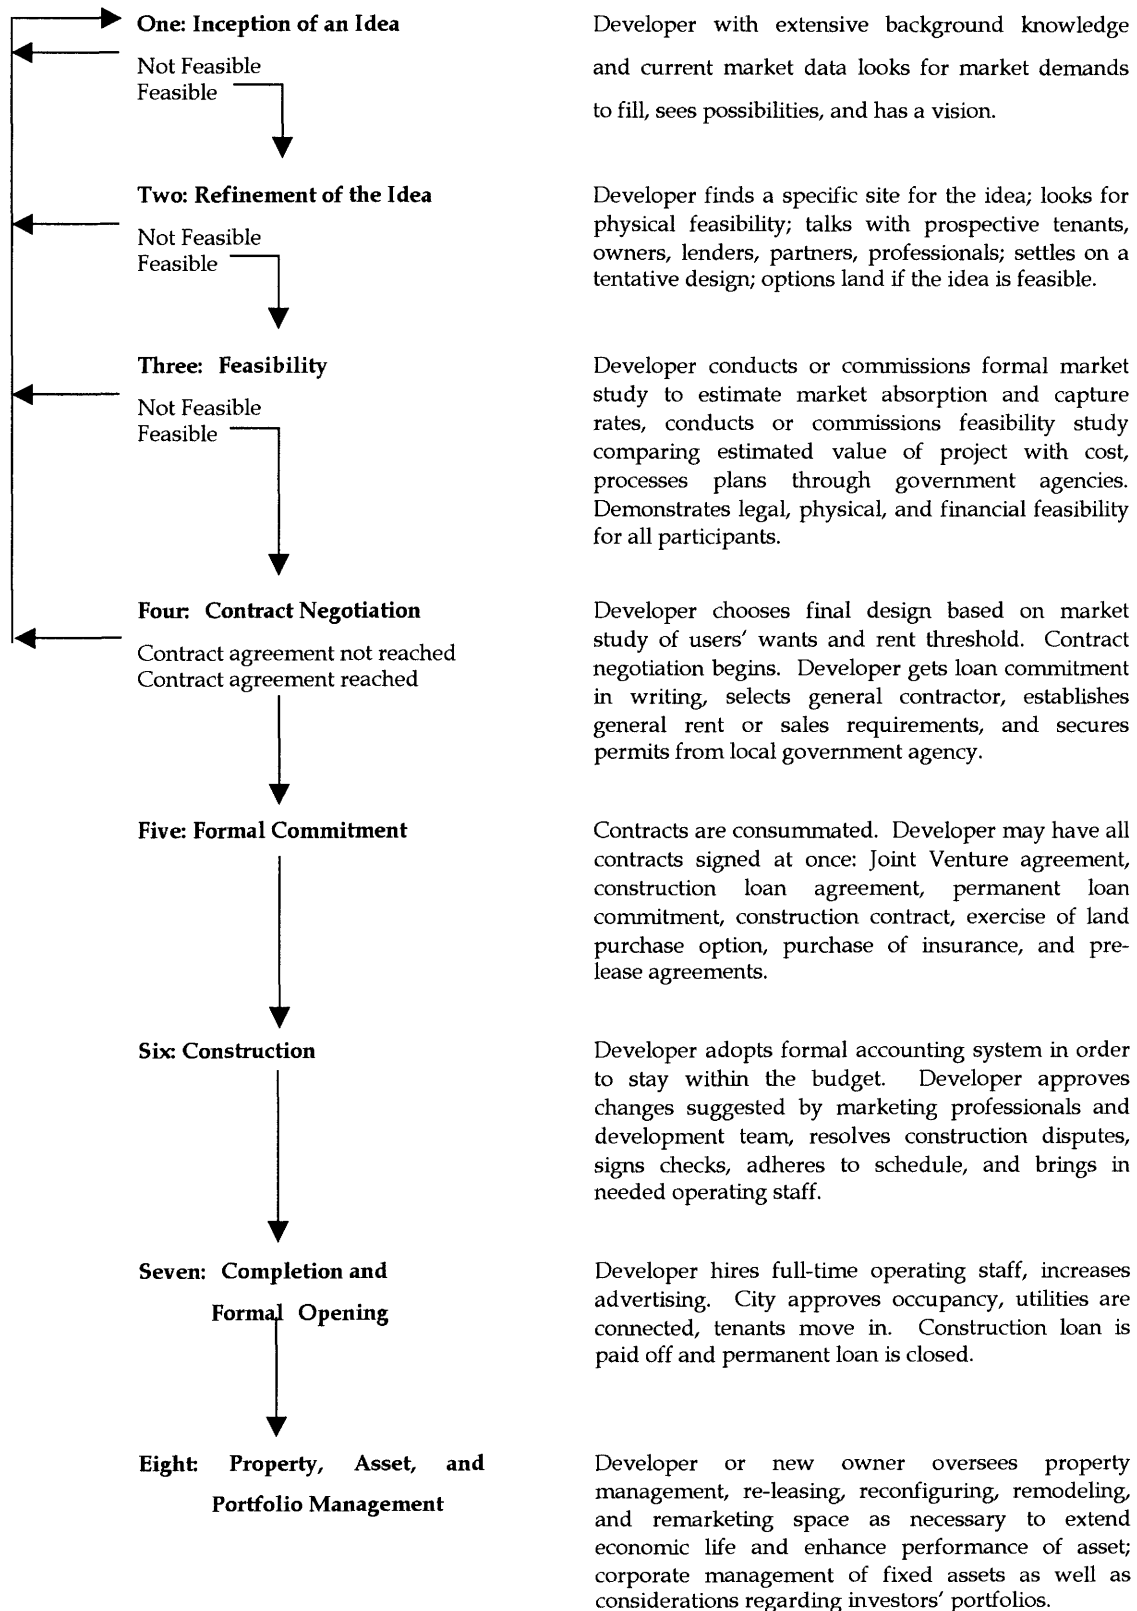 One: Inception of an Idea
Not Feasible
Feasible
Developer with extensive background knowledge
and current market data looks for market demands
to fill, sees possibilities, and has a vision.
Two: Refinement of the Idea
Not Feasible
Feasible
Developer finds a specific site for the idea; looks for
physical feasibility; talks with prospective tenants,
owners, lenders, partners, professionals; settles on a
tentative design; options land if the idea is feasible.
Three: Feasibility
Not Feasible
Feasible
Developer conducts or commissions formal market
study to estimate market absorption and capture
rates, conducts or commissions feasibility study
comparing estimated value of project with cost,
processes plans through government agencies.
Demonstrates legal, physical, and financial feasibility
for all participants.
Four: Contract Negotiation
Contract agreement not reached
Contract agreement reached
Developer chooses final design based on market
study of users' wants and rent threshold. Contract
negotiation begins. Developer gets loan commitment
in writing, selects general contractor, establishes
general rent or sales requirements, and secures
permits from local government agency.
Five: Formal Commitment
Contracts are consummated. Developer may have all
contracts signed at once: Joint Venture agreement,
construction loan agreement, permanent loan
commitment, construction contract, exercise of land
purchase option, purchase of insurance, and pre-
lease agreements.
Six: Construction
Developer adopts formal accounting system in order
to stay within the budget. Developer approves
changes suggested by marketing professionals and
development team, resolves construction disputes,
signs checks, adheres to schedule, and brings in
needed operating staff.
Seven: Completion and
Formal Opening
Developer hires full-time operating staff, increases
advertising. City approves occupancy, utilities are
connected, tenants move in. Construction loan is
paid off and permanent loan is closed.
Eight: Property, Asset, and
Portfolio Management
Developer or new owner oversees property
management, re-leasing, reconfiguring, remodeling,
and remarketing space as necessary to extend
economic life and enhance performance of asset;
corporate management of fixed assets as well as
considerations regarding investors' portfolios.